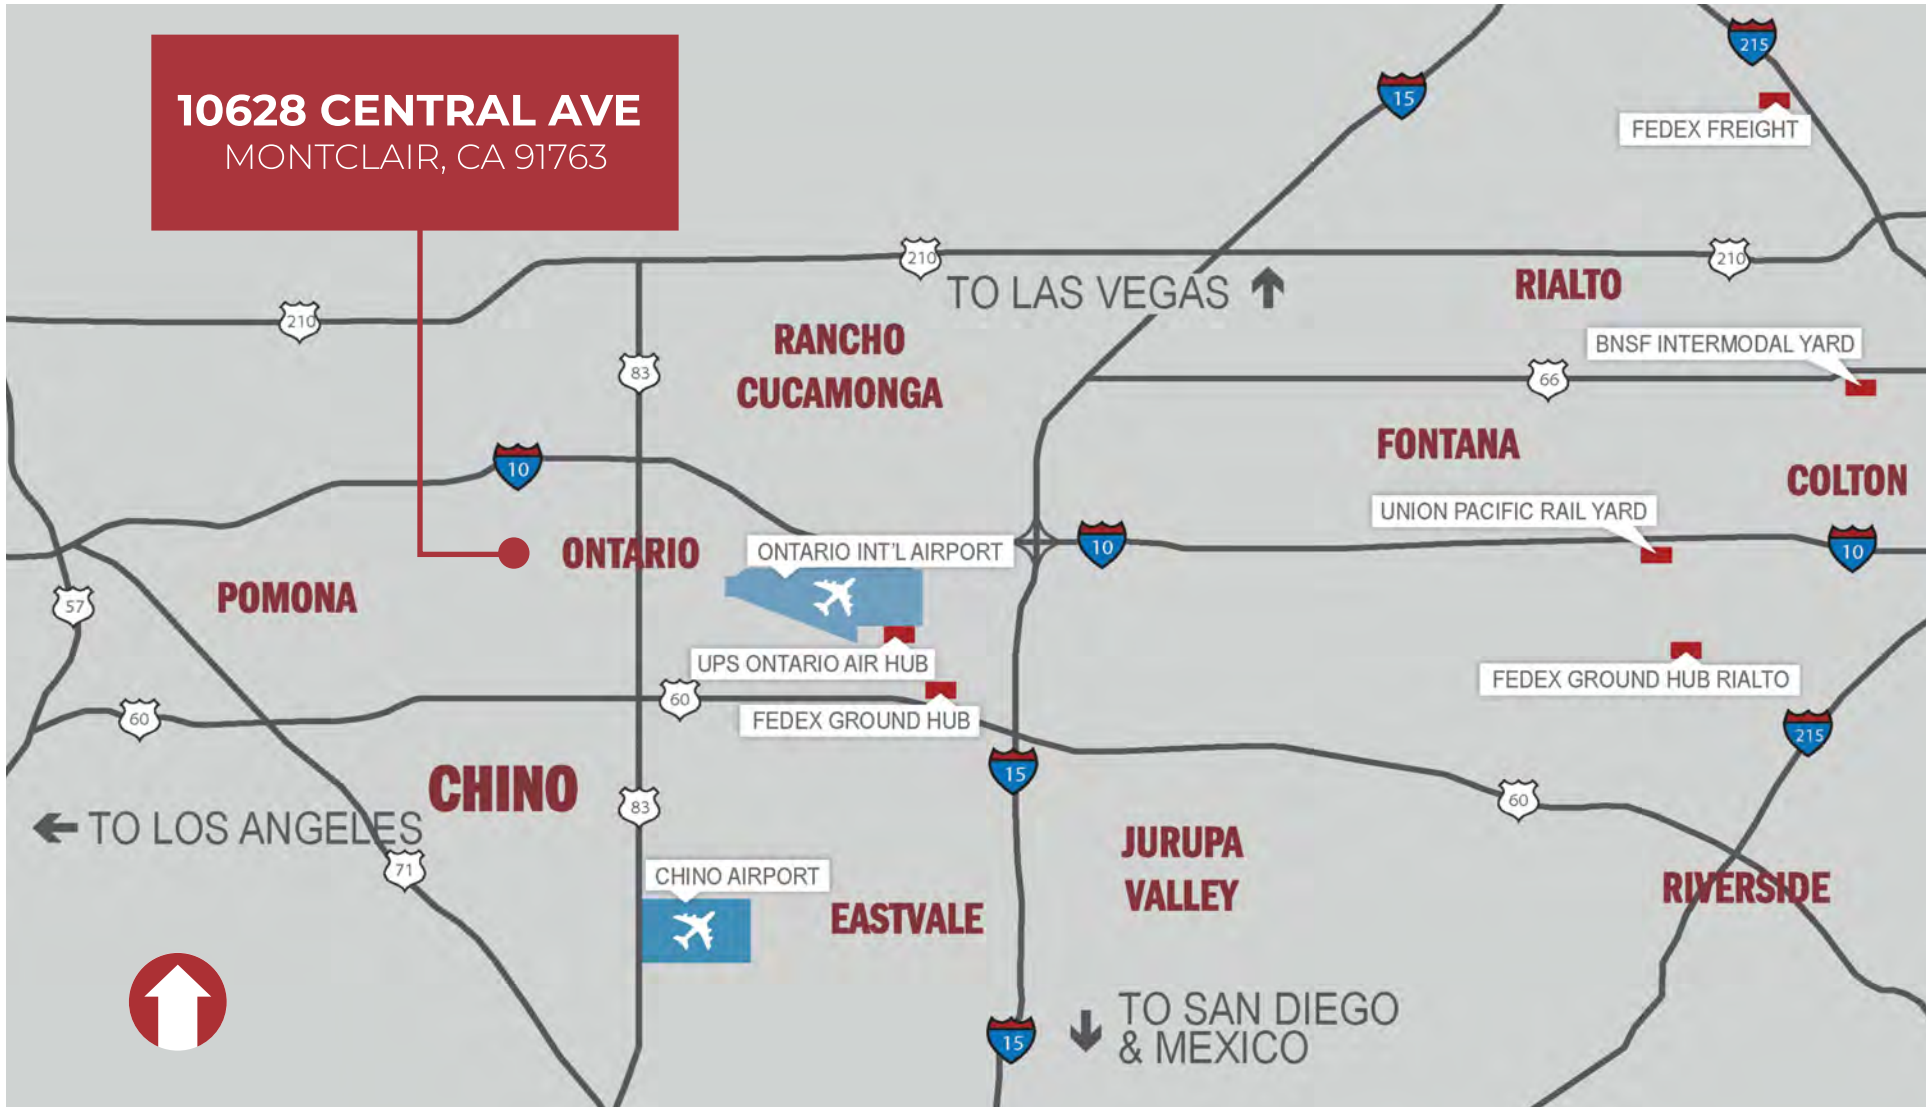 10628 CENTRAL AVE
MONTCLAIR, CA 91763
15
215
FEDEX FREIGHT
210
210
TO LAS VEGAS
RIALTO
210
RANCHO
CUCAMONGA
BNSF INTERMODAL YARD
83
66
FONTANA
10
COLTON
UNION PACIFIC RAIL YARD
ONTARIO
ONTARIO INT'L AIRPORT
10
10
POMONA
57
UPS ONTARIO AIR HUB
FEDEX GROUND HUB RIALTO
60
60
FEDEX GROUND HUB
215
CHINO
15
83
60
TO LOS ANGELES
JURUPA
VALLEY
71
CHINO AIRPORT
RIVERSIDE
EASTVALE
TO SAN DIEGO
& MEXICO
15